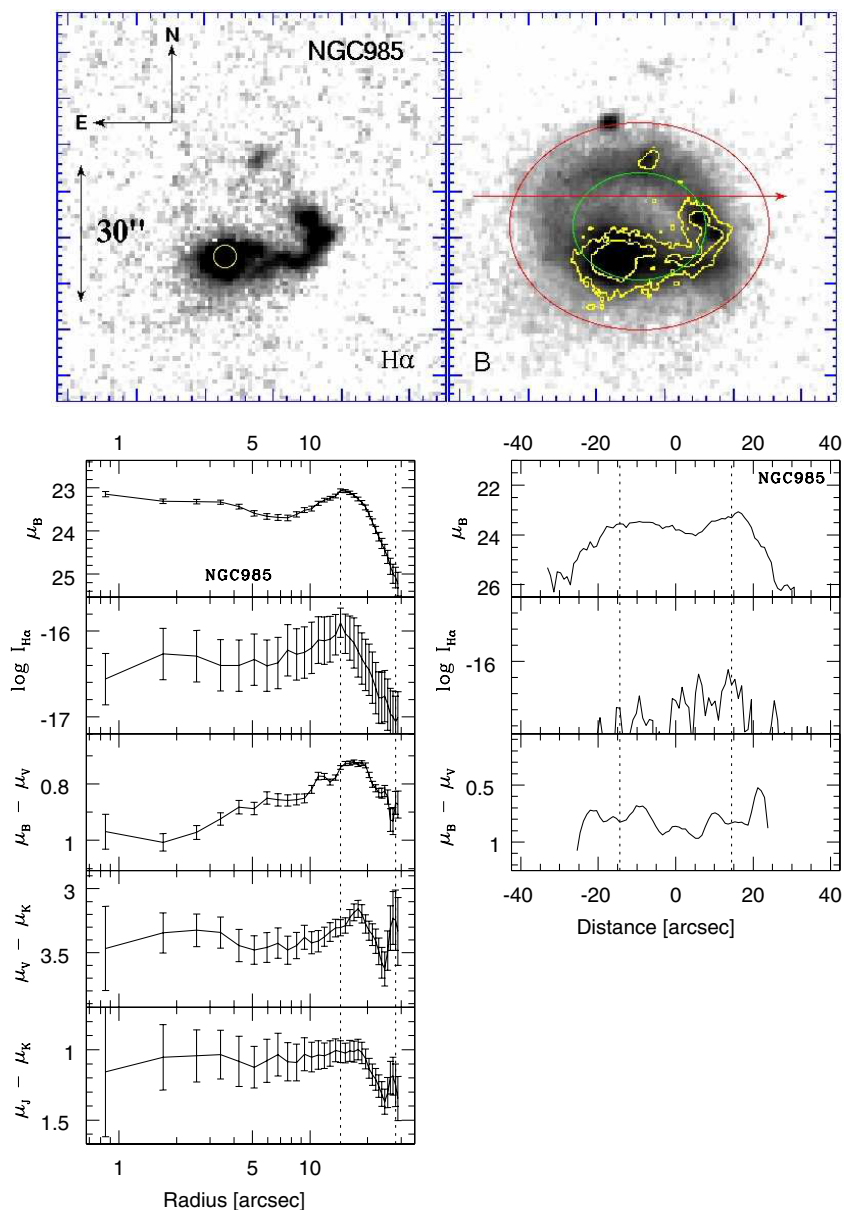 N
NGC985
E
30"
Hα
B
1 5 10
-40 -20 0 20 40
23
24
25
μB
NGC985
22
24
26
μB
NGC985
-16
-17
log IHα
-16
log IHα
0.8
1
μB − μV
0.5
1
μB − μV
-40 -20 0 20 40
Distance [arcsec]
3
3.5
μV − μK
1
1.5
μJ − μK
1 5 10
Radius [arcsec]